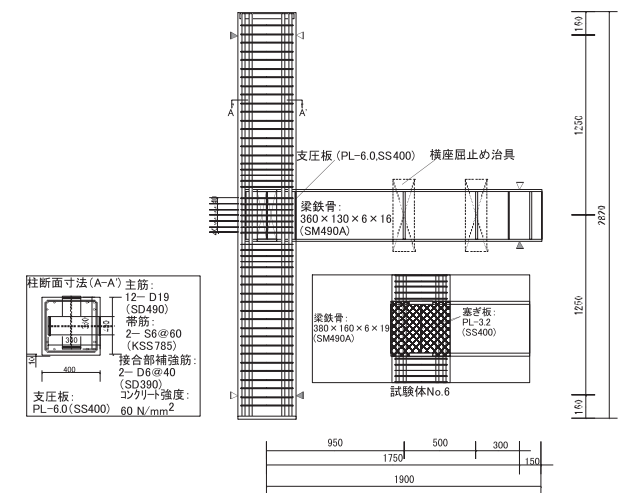 A
A'
支圧板(PL-6.0,SS400)
横座屈止め治具
梁鉄骨:
360×130×6×16
(SM490A)
160
1250
1250
160
2820
柱断面寸法(A-A')
主筋:
12-D19
(SD490)
帯筋:
2-S6@60
(KSS785)
接合部補強筋:
2-D6@40
(SD390)
コンクリート強度:
60 N/mm2
400
支圧板:
PL-6.0(SS400)
梁鉄骨:
380×160×6×19
(SM490A)
塞ぎ板:
PL-3.2
(SS400)
試験体No.6
950
500
300
1750
150
1900